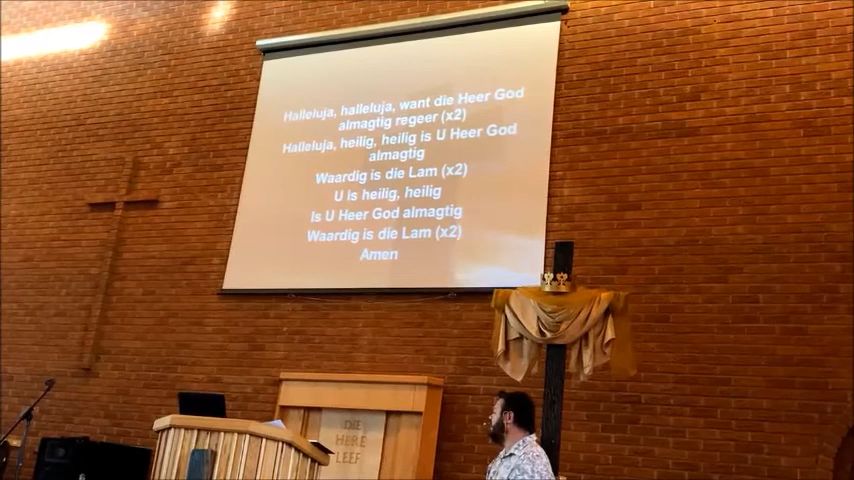 Halleluja, halleluja, want die Heer God
almagtig regeer (x2)
Halleluja, heilig, heilig is U Heer God
almagtig
Waardig is die Lam (x2)
U is heilig, heilig
Is U Heer God almagtig
Waardig is die Lam (x2)
Amen
DIE
HERE
LEEF